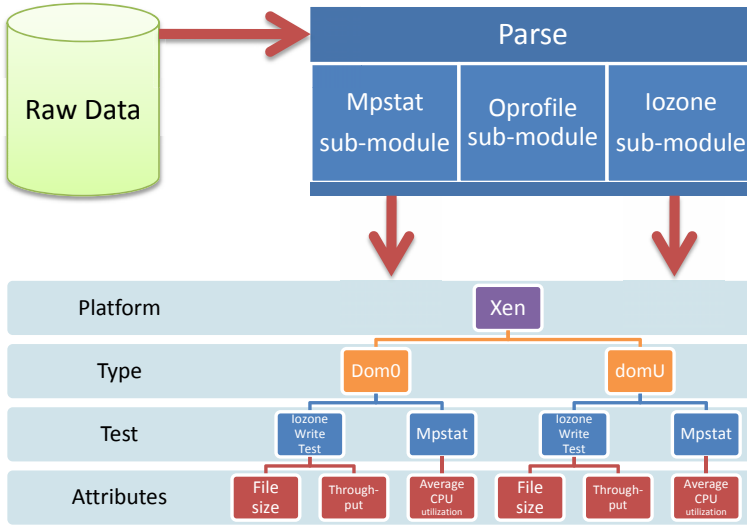 Raw Data
Parse
Mpstat
sub-module
Oprofile
sub-module
Iozone
sub-module
Platform
Xen
Type
Dom0
domU
Test
Iozone
Write
Test
Mpstat
Iozone
Write
Test
Mpstat
Attributes
File
size
Through-
put
Average
CPU
utilization
File
size
Through-
put
Average
CPU
utilization